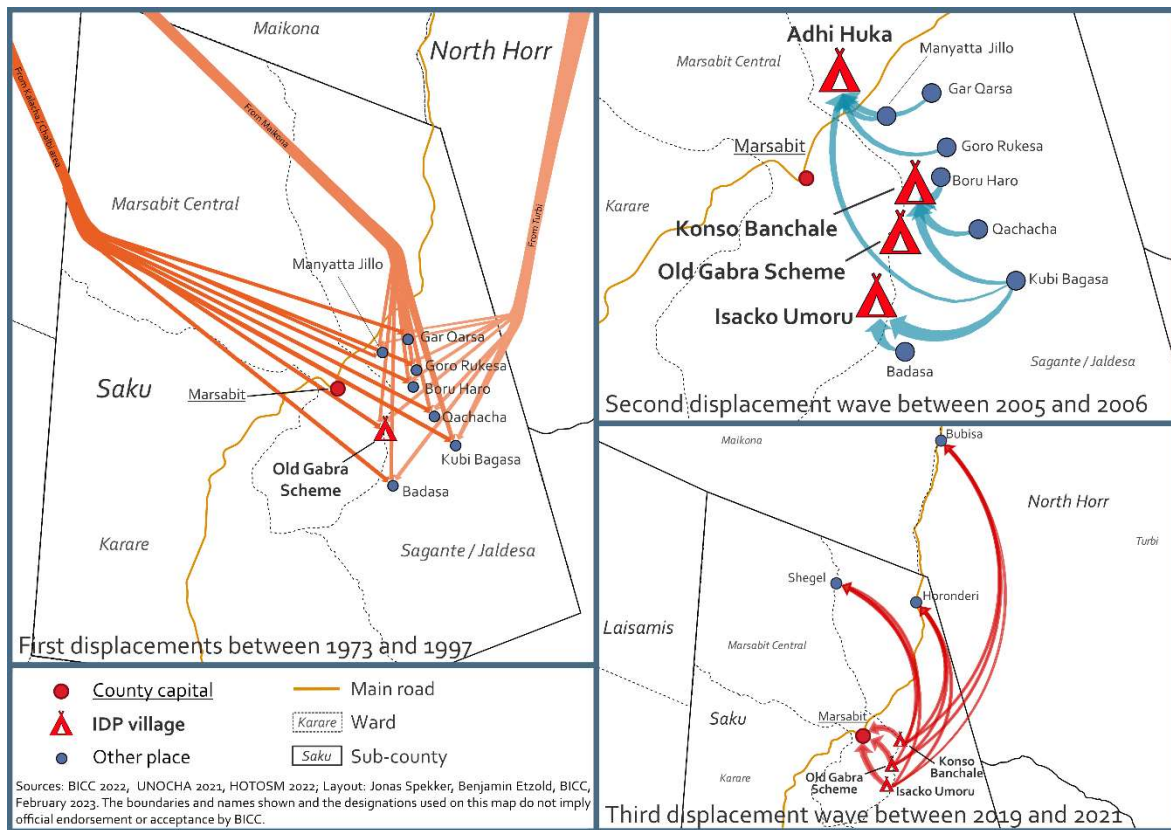 Maikona
North Horr
From Kalacha / Chalbi area
From Maikona
From Turbi
Marsabit Central
Manyatta Jillo
Gar Qarsa
Goro Rukesa
Saku
Marsabit
Boru Haro
Qachacha
Old Gabra
Scheme
Kubi Bagasa
Badasa
Karare
Sagante / Jaldesa
First displacements between 1973 and 1997
Adhi Huka
Manyatta Jillo
Marsabit Central
Gar Qarsa
Marsabit
Goro Rukesa
Boru Haro
Karare
Konso Banchale
Qachacha
Old Gabra Scheme
Kubi Bagasa
Isacko Umoru
Badasa
Sagante / Jaldesa
Second displacement wave between 2005 and 2006
Maikona
Bubisa
North Horr
Turbi
Shegel
Horonderi
Laisamis
Marsabit Central
Saku
Marsabit
Konso
Banchale
Old Gabra
Scheme
Karare
Isacko Umoru
Third displacement wave between 2019 and 2021
County capital
Main road
IDP village
Karare
Ward
Other place
Saku
Sub-county
Sources: BICC 2022, UNOCHA 2021, HOTOSM 2022; Layout: Jonas Spekker, Benjamin Etzold, BICC,
February 2023. The boundaries and names shown and the designations used on this map do not imply
official endorsement or acceptance by BICC.